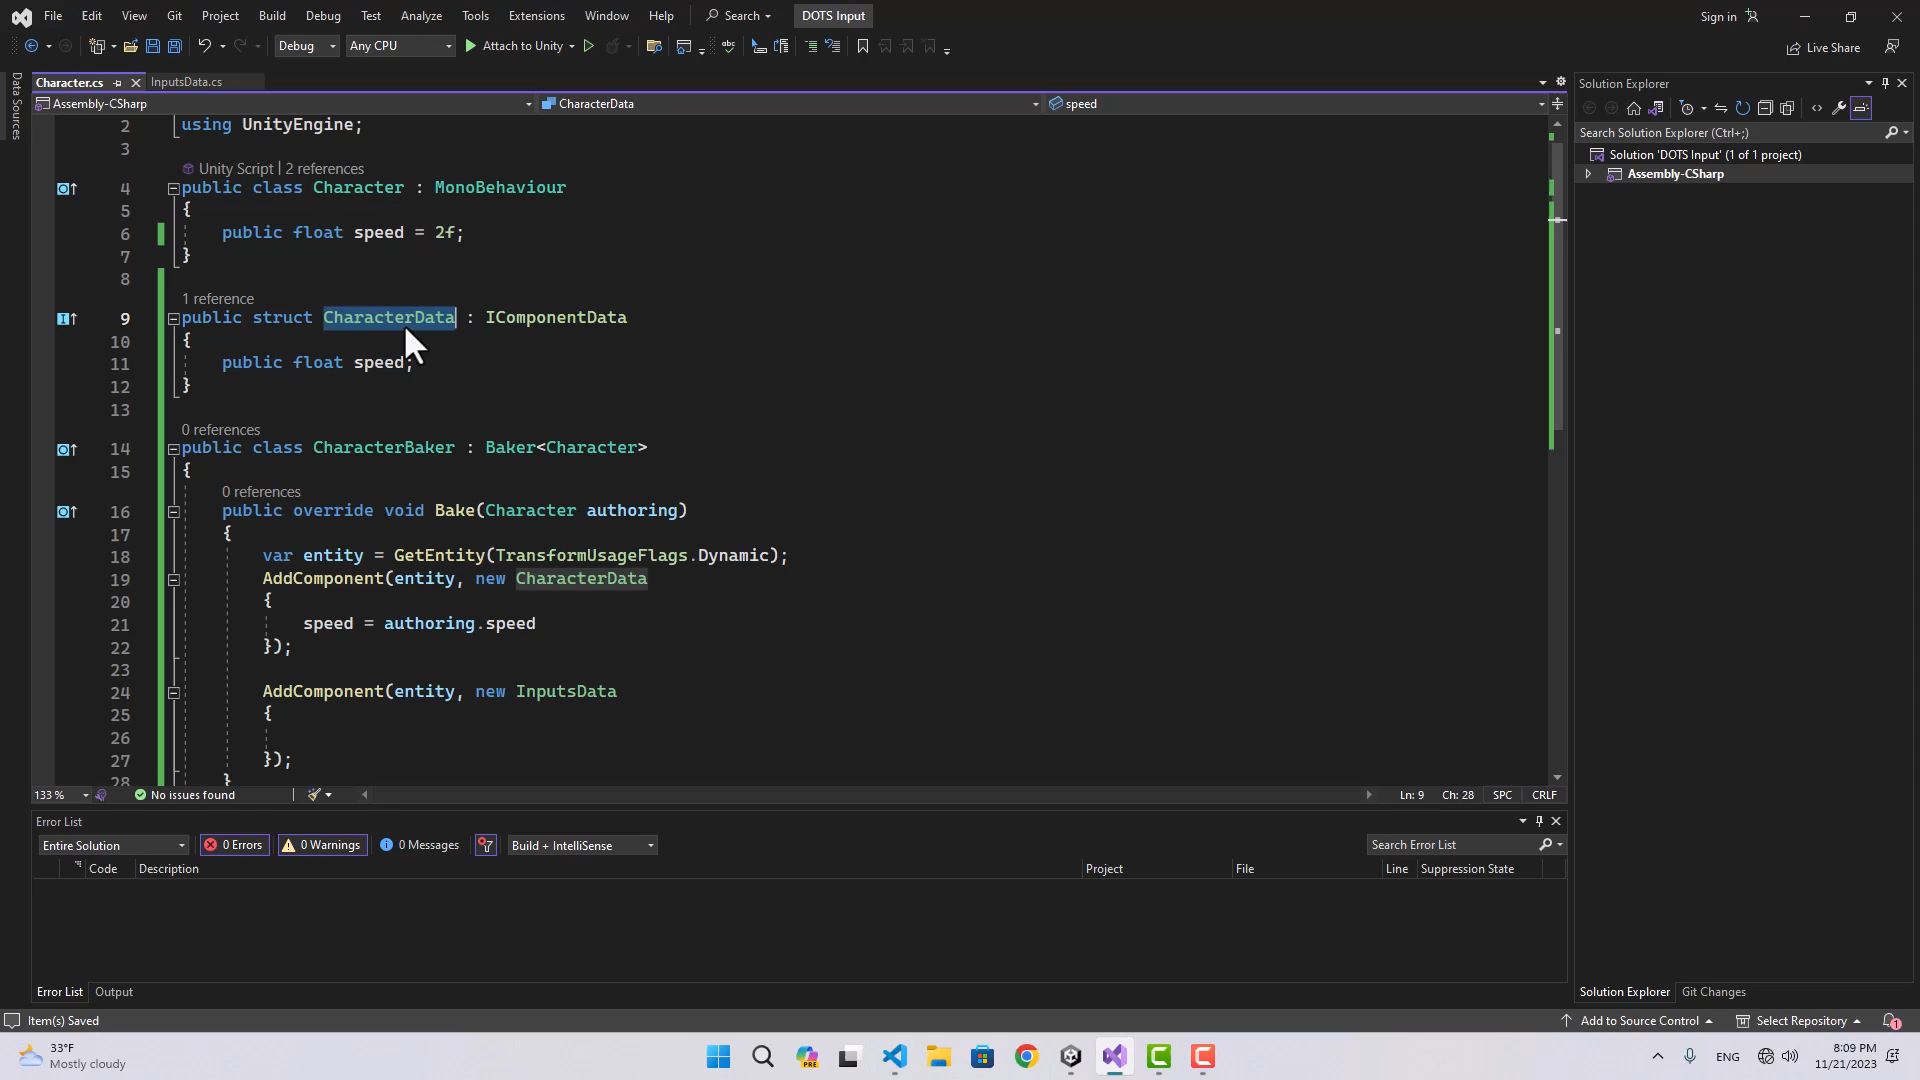 File Edit View Git Project Build Debug Test Analyze Tools Extensions Window Help Search DOTS Input Sign in
Debug Any CPU Attach to Unity Live Share
Data Sources
Character.cs InputsData.cs
Assembly-CSharp CharacterData speed
2 using UnityEngine;
3
Unity Script | 2 references
4 public class Character : MonoBehaviour
5 {
6 public float speed = 2f;
7 }
8
1 reference
9 public struct CharacterData : IComponentData
10 {
11 public float speed;
12 }
13
0 references
14 public class CharacterBaker : Baker<Character>
15 {
0 references
16 public override void Bake(Character authoring)
17 {
18 var entity = GetEntity(TransformUsageFlags.Dynamic);
19 AddComponent(entity, new CharacterData
20 {
21 speed = authoring.speed
22 });
23
24 AddComponent(entity, new InputsData
25 {
26
27 });
28 }
133 % No issues found Ln: 9 Ch: 28 SPC CRLF
Error List
Entire Solution 0 Errors 0 Warnings 0 Messages Build + IntelliSense Search Error List
Code Description Project File Line Suppression State
Error List Output
Solution Explorer
Search Solution Explorer (Ctrl+;)
Solution 'DOTS Input' (1 of 1 project)
Assembly-CSharp
Solution Explorer Git Changes
Item(s) Saved Add to Source Control Select Repository 1
33°F
Mostly cloudy
PRE
ENG
8:09 PM
11/21/2023